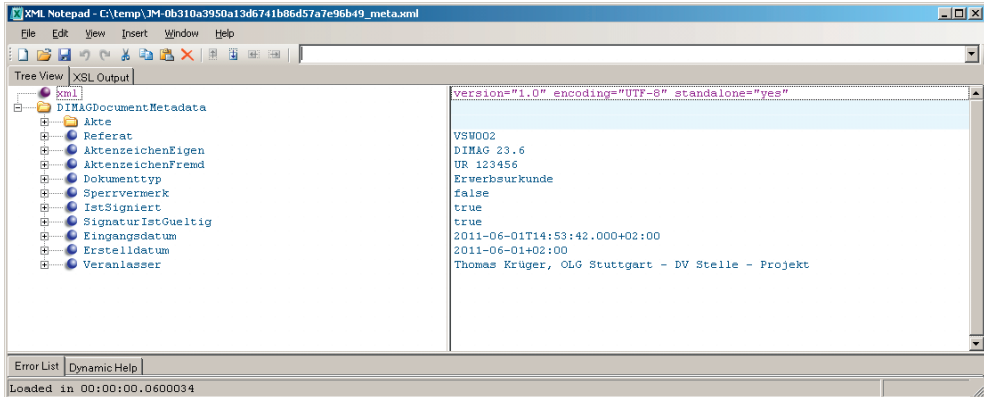 XML Notepad - C:\temp\JM-0b310a3950a13d6741b86d57a7e96b49_meta.xml
File Edit View Insert Window Help
Tree View XSL Output
xml version="1.0" encoding="UTF-8" standalone="yes"
DIMAGDocumentMetadata
Akte
Referat VSW002
AktenzeichenEigen DIMAG 23.6
AktenzeichenFremd UR 123456
Dokumenttyp Erwerbsurkunde
Sperrvermerk false
IstSigniert true
SignaturIstGueltig true
Eingangsdatum 2011-06-01T14:53:42.000+02:00
Erstelldatum 2011-06-01+02:00
Veranlasser Thomas Krüger, OLG Stuttgart - DV Stelle - Projekt
Error List Dynamic Help
Loaded in 00:00:00.0600034